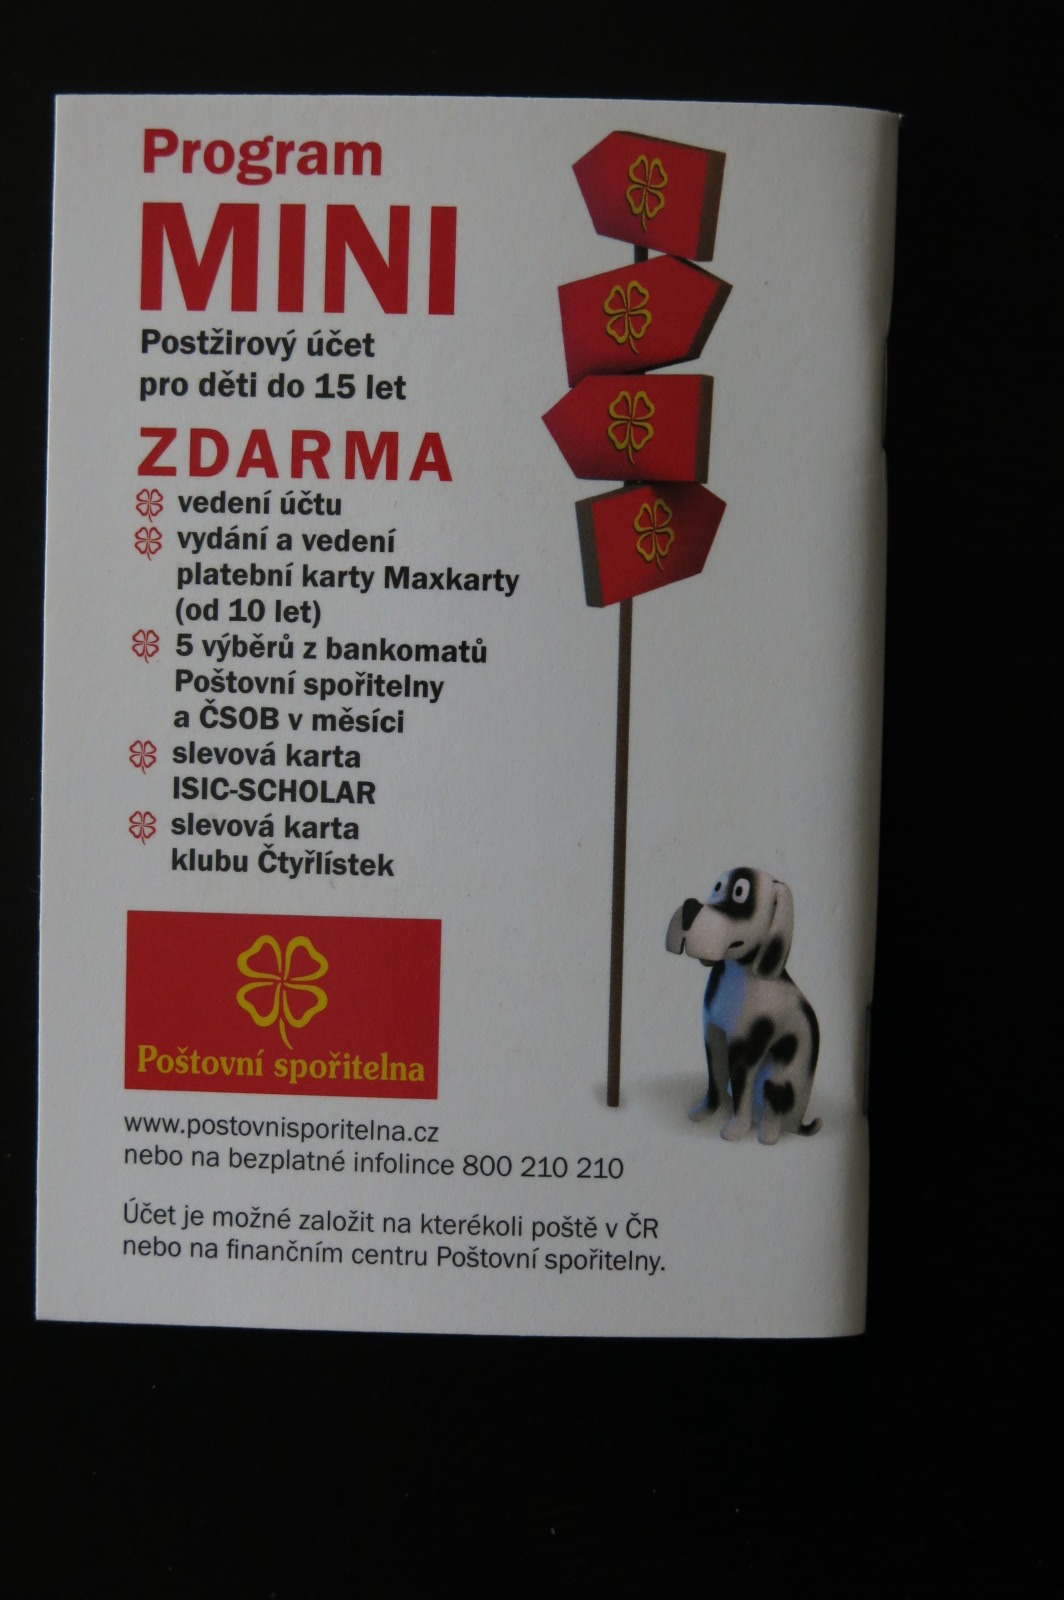 Program
MINI
Postžirový účet
pro děti do 15 let
ZDARMA
vedení účtu
vydání a vedení
platební karty Maxkarty
(od 10 let)
5 výběrů z bankomatů
Poštovní spořitelny
a ČSOB v měsíci
slevová karta
ISIC-SCHOLAR
slevová karta
klubu Čtyřlístek
Poštovní spořitelna
www.postovnisporitelna.cz
nebo na bezplatné infolince 800 210 210
Účet je možné založit na kterékoli poště v ČR
nebo na finančním centru Poštovní spořitelny.